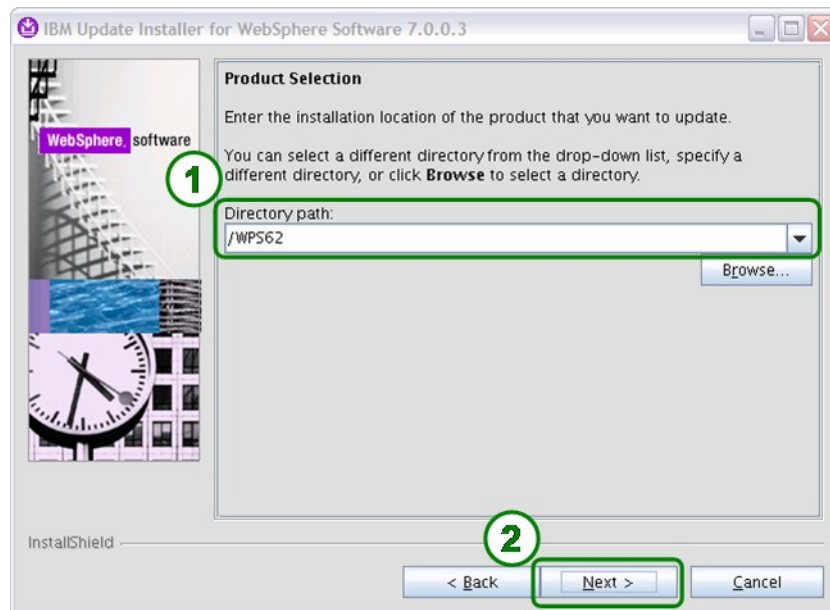 IBM Update Installer for WebSphere Software 7.0.0.3
WebSphere. software
Product Selection
Enter the installation location of the product that you want to update.
You can select a different directory from the drop-down list, specify a
different directory, or click Browse to select a directory.
1
Directory path:
/WPS62
Browse...
InstallShield
2
< Back
Next >
Cancel